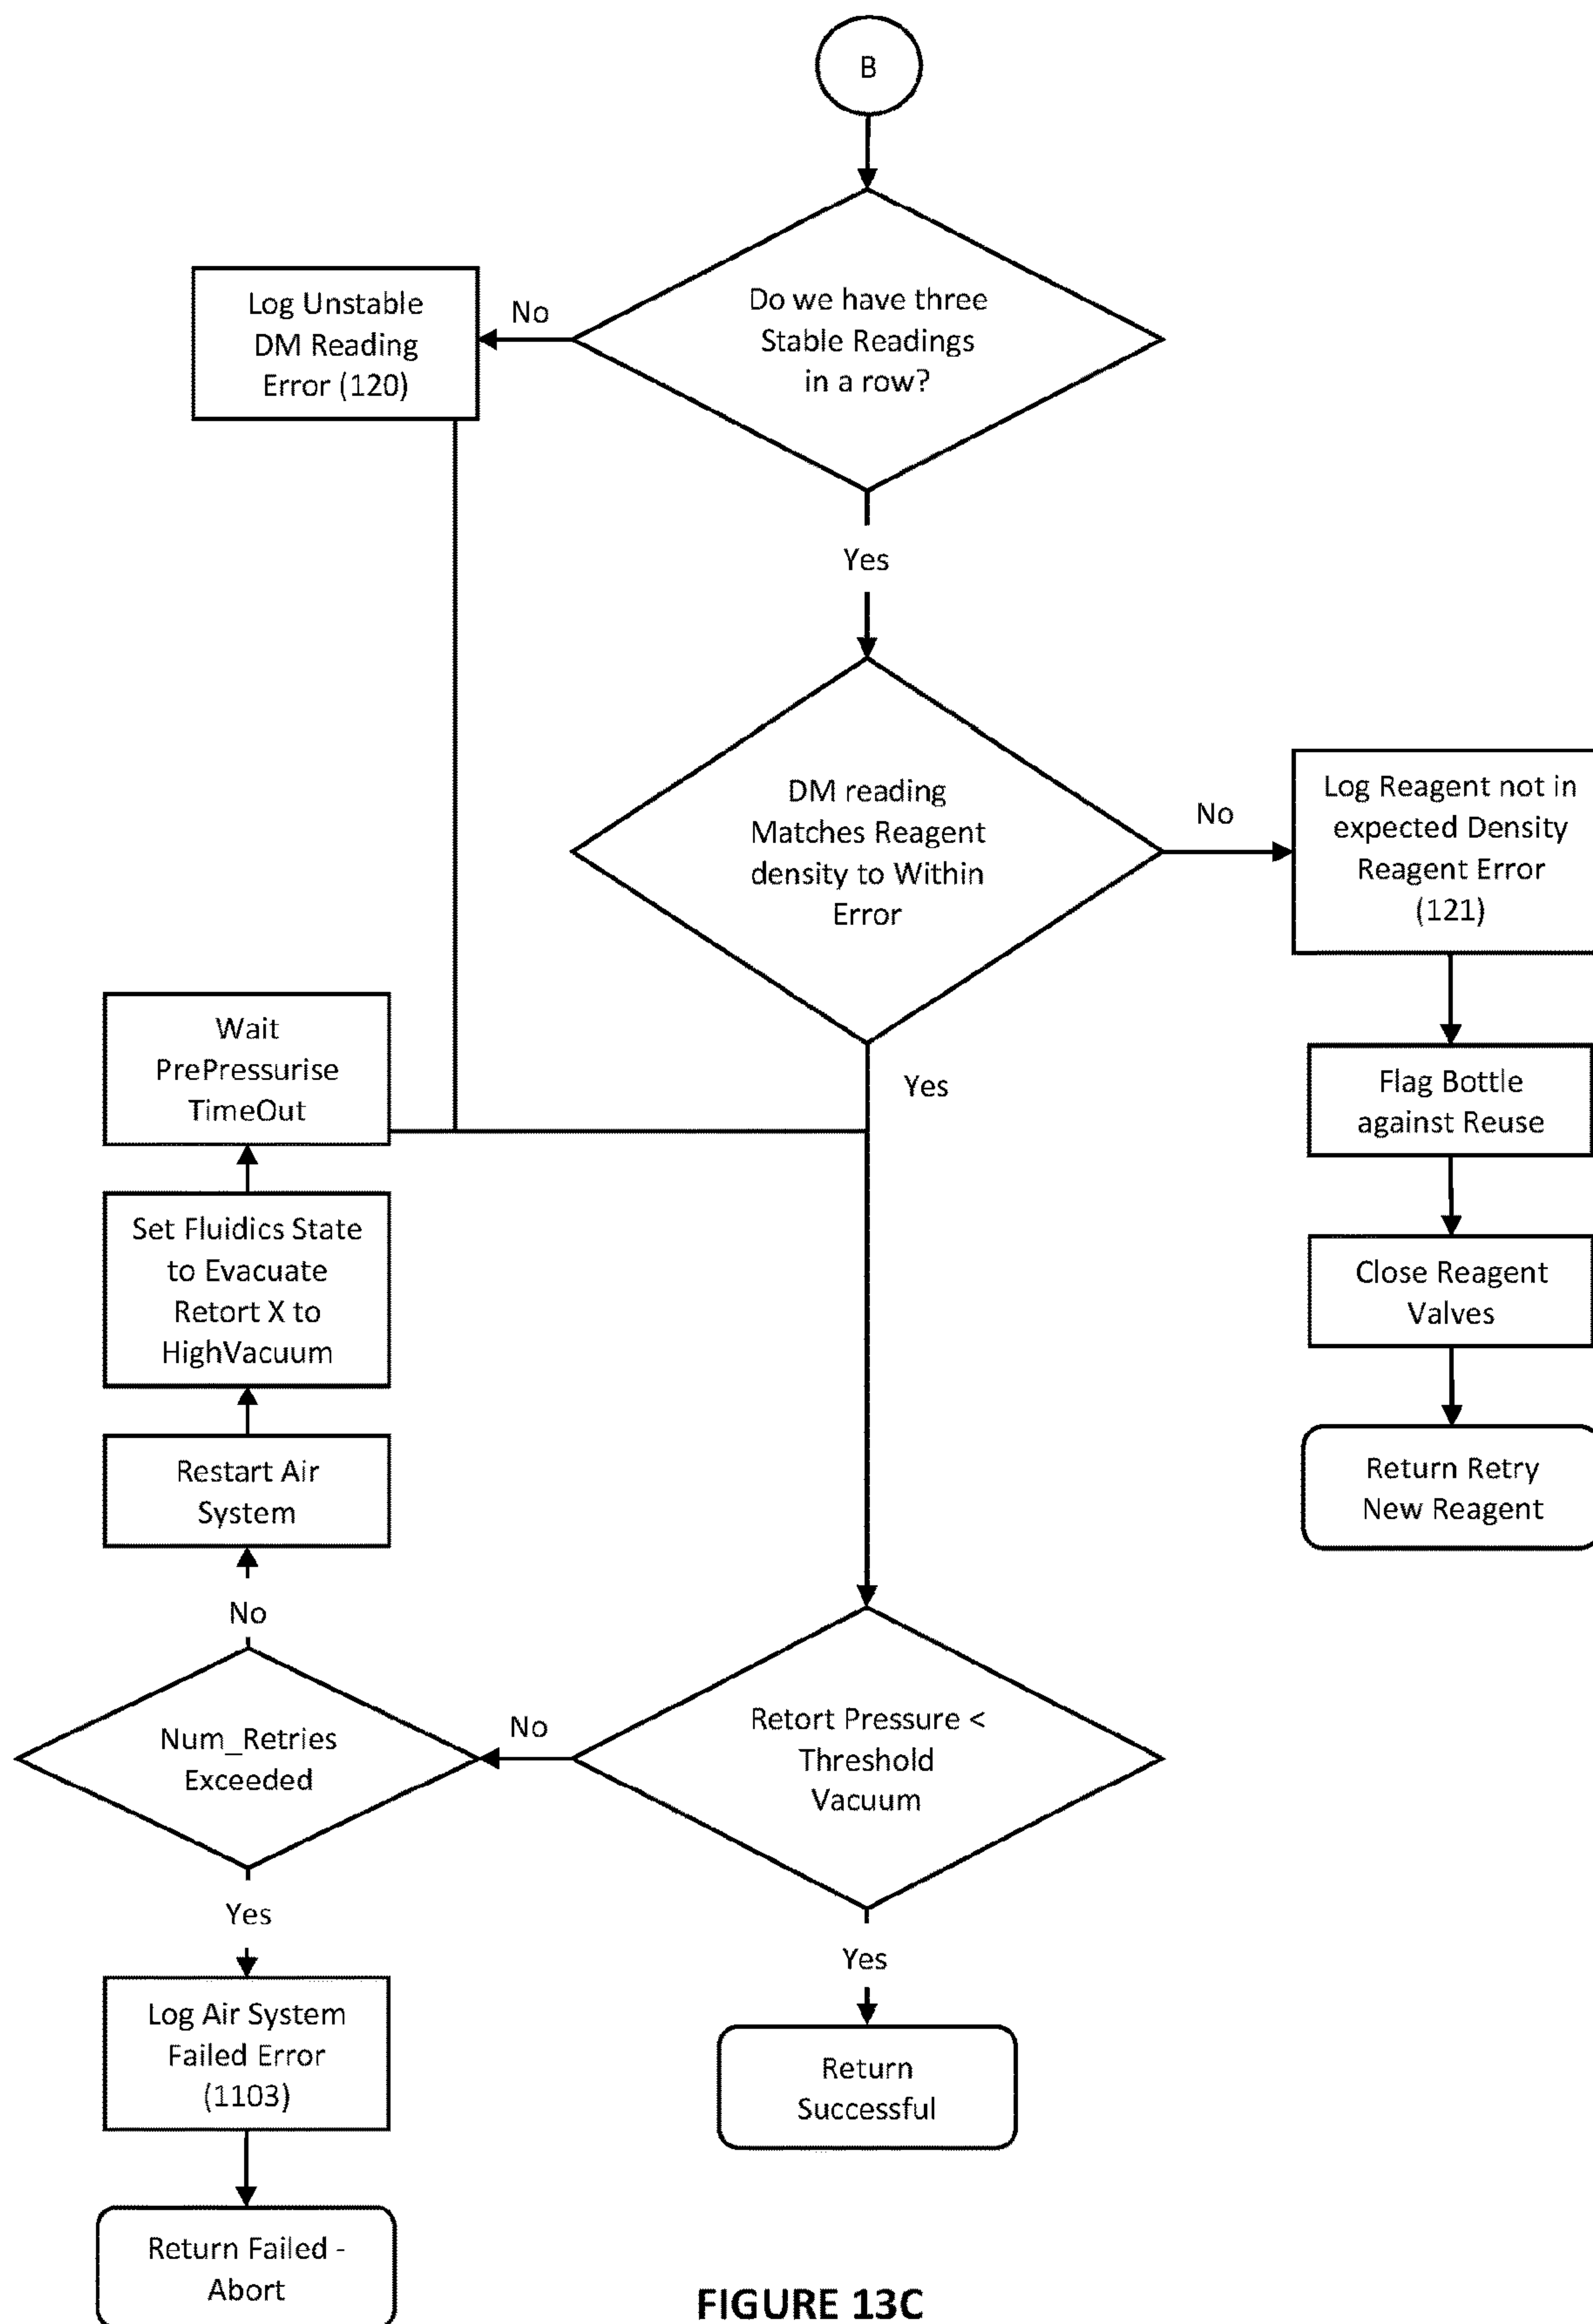 B
Do we have three
Stable Readings
in a row?
No
Log Unstable
DM Reading
Error (120)
Yes
DM reading
Matches Reagent
density to Within
Error
No
Log Reagent not in
expected Density
Reagent Error
(121)
Flag Bottle
against Reuse
Close Reagent
Valves
Return Retry
New Reagent
Yes
Wait
PrePressurise
TimeOut
Set Fluidics State
to Evacuate
Retort X to
HighVacuum
Restart Air
System
No
Num_Retries
Exceeded
No
Retort Pressure <
Threshold
Vacuum
Yes
Log Air System
Failed Error
(1103)
Return Failed -
Abort
Yes
Return
Successful
FIGURE 13C